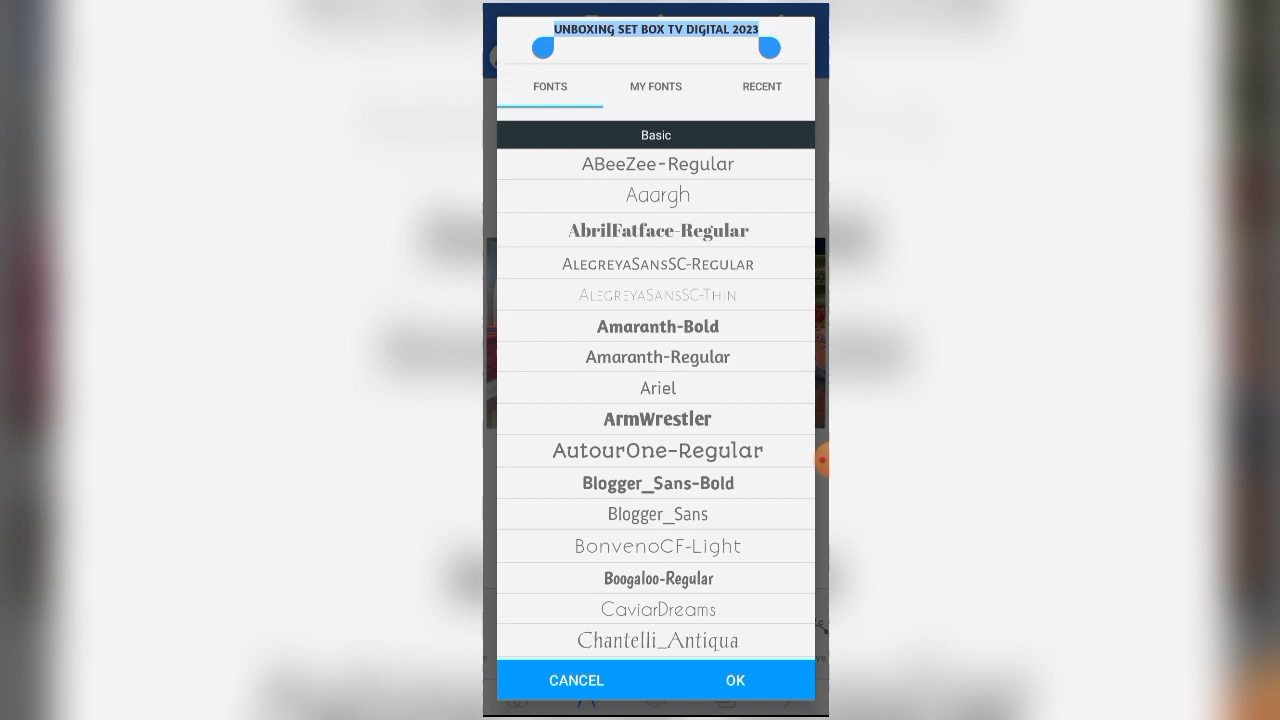 UNBOXING SET BOX TV DIGITAL 2023
FONTS
MY FONTS
RECENT
Basic
ABeeZee-Regular
Aaargh
AbrilFatface-Regular
AlegreyaSansSC-Regular
AlegreyaSansSC-Thin
Amaranth-Bold
Amaranth-Regular
Ariel
ArmWrestler
AutourOne-Regular
Blogger_Sans-Bold
Blogger_Sans
BonvenoCF-Light
Boogaloo-Regular
CaviarDreams
Chantelli_Antiqua
CANCEL
OK